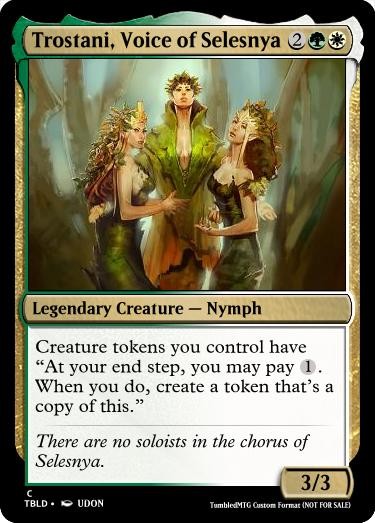 Trostani, Voice of Selesnya 2
Legendary Creature — Nymph
Creature tokens you control have
“At your end step, you may pay 1.
When you do, create a token that's a
copy of this.”
There are no soloists in the chorus of
Selesnya.
3/3
C
TBLD • UDON
TumbledMTG Custom Format (NOT FOR SALE)